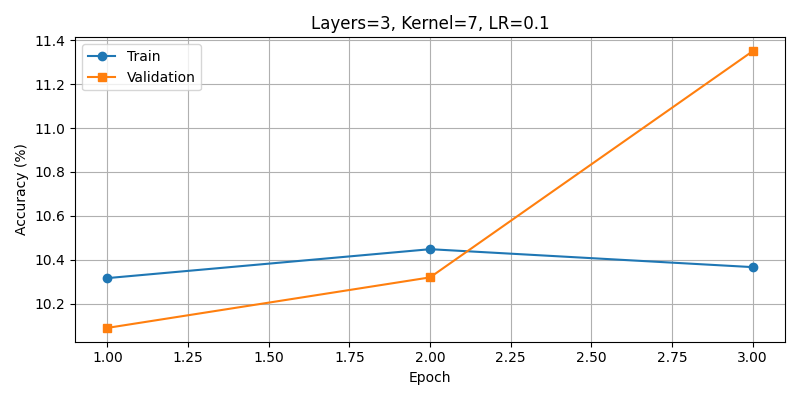 Layers=3, Kernel=7, LR=0.1
Train
Validation
Accuracy (%)
11.4
11.2
11.0
10.8
10.6
10.4
10.2
1.00 1.25 1.50 1.75 2.00 2.25 2.50 2.75 3.00
Epoch